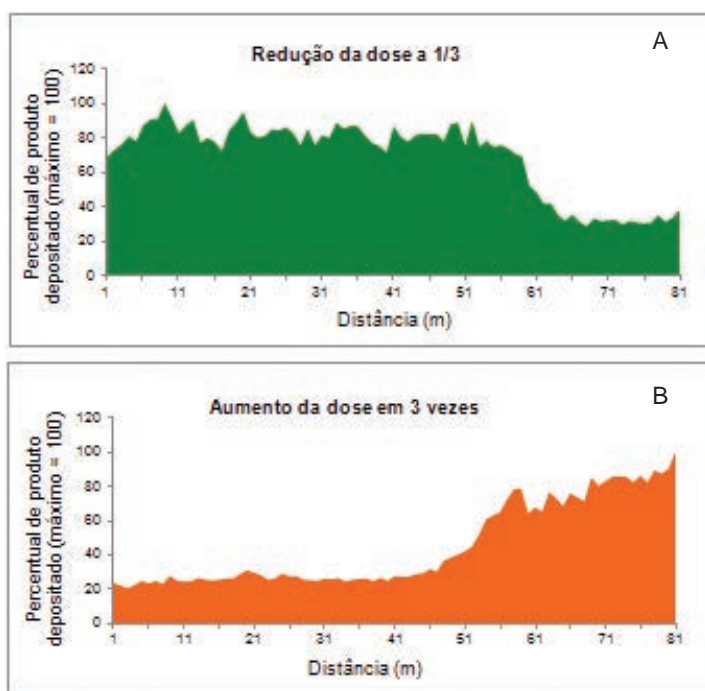 A
Redução da dose a 1/3
Percentual de produto
depositado (máximo = 100)
120
100
80
60
40
20
0
1 11 21 31 41 51 61 71 81
Distância (m)
B
Aumento da dose em 3 vezes
Percentual de produto
depositado (máximo = 100)
120
100
80
60
40
20
0
1 11 21 31 41 51 61 71 81
Distância (m)